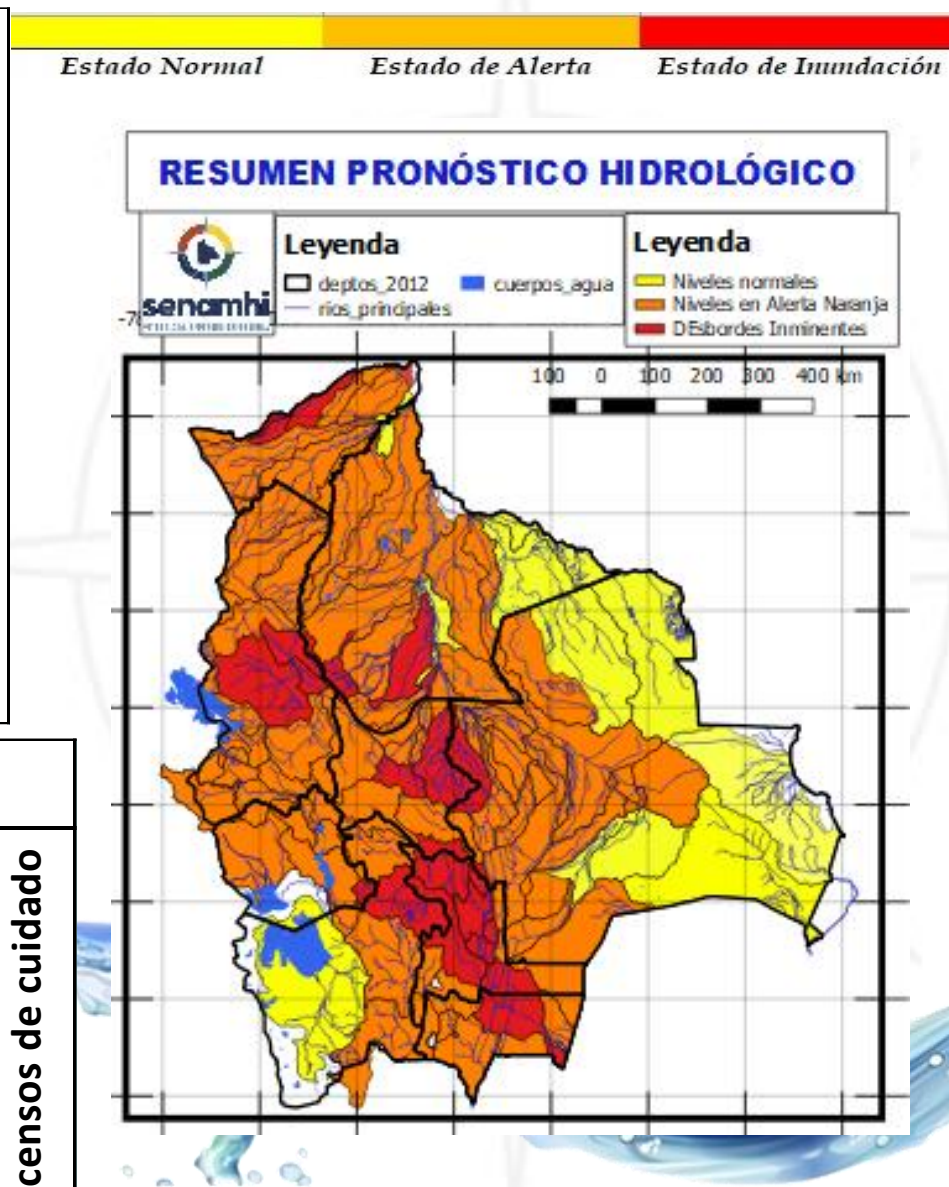 Estado Normal Estado de Alerta Estado de Inundación
RESUMEN PRONÓSTICO HIDROLÓGICO
senamhi
Leyenda
deptos_2012 cuerpos_agua
rios_principales
Leyenda
Niveles normales
Niveles en Alerta Naranja
DEsbordes Inminentes
-7
100 0 100 200 300 400 km
censos de cuidado